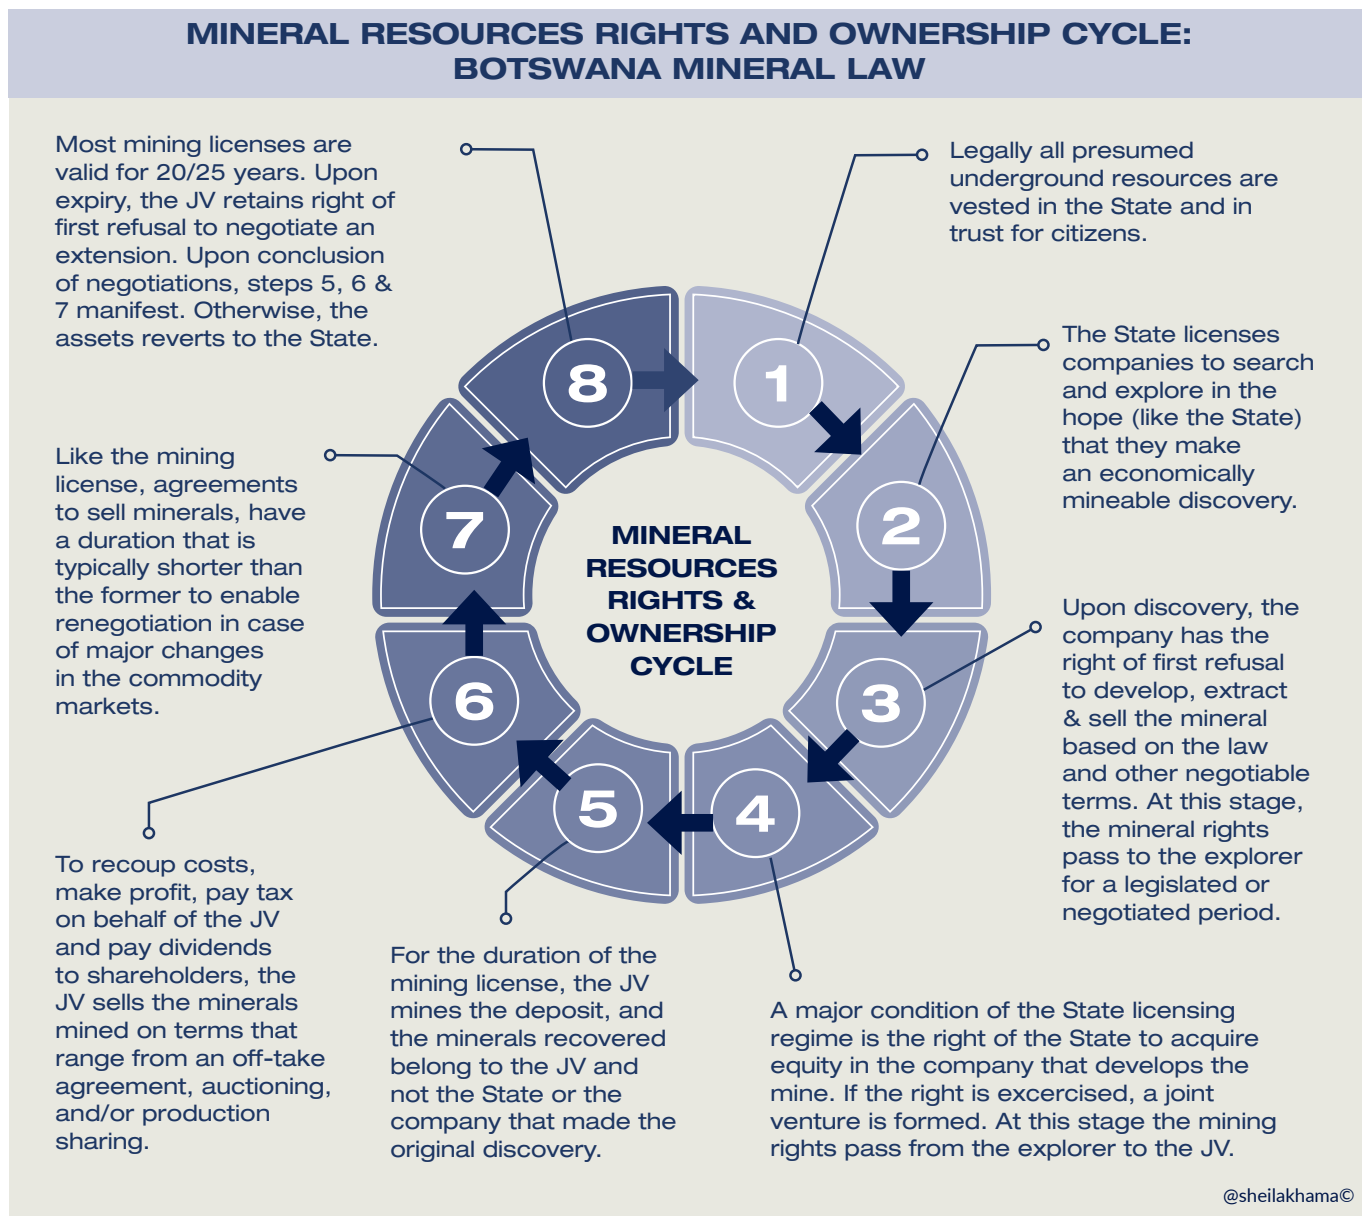 MINERAL RESOURCES RIGHTS AND OWNERSHIP CYCLE:
BOTSWANA MINERAL LAW
Legally all presumed
underground resources are
vested in the State and in
trust for citizens.
The State licenses
companies to search
and explore in the
hope (like the State)
that they make
an economically
mineable discovery.
Upon discovery, the
company has the
right of first refusal
to develop, extract
& sell the mineral
based on the law
and other negotiable
terms. At this stage,
the mineral rights
pass to the explorer
for a legislated or
negotiated period.
A major condition of the State licensing
regime is the right of the State to acquire
equity in the company that develops the
mine. If the right is excercised, a joint
venture is formed. At this stage the mining
rights pass from the explorer to the JV.
For the duration of the
mining license, the JV
mines the deposit, and
the minerals recovered
belong to the JV and
not the State or the
company that made the
original discovery.
To recoup costs,
make profit, pay tax
on behalf of the JV
and pay dividends
to shareholders, the
JV sells the minerals
mined on terms that
range from an off-take
agreement, auctioning,
and/or production
sharing.
Like the mining
license, agreements
to sell minerals, have
a duration that is
typically shorter than
the former to enable
renegotiation in case
of major changes
in the commodity
markets.
Most mining licenses are
valid for 20/25 years. Upon
expiry, the JV retains right of
first refusal to negotiate an
extension. Upon conclusion
of negotiations, steps 5, 6 &
7 manifest. Otherwise, the
assets reverts to the State.
1
2
3
4
5
6
7
8
MINERAL
RESOURCES
RIGHTS &
OWNERSHIP
CYCLE
@sheilakhama©